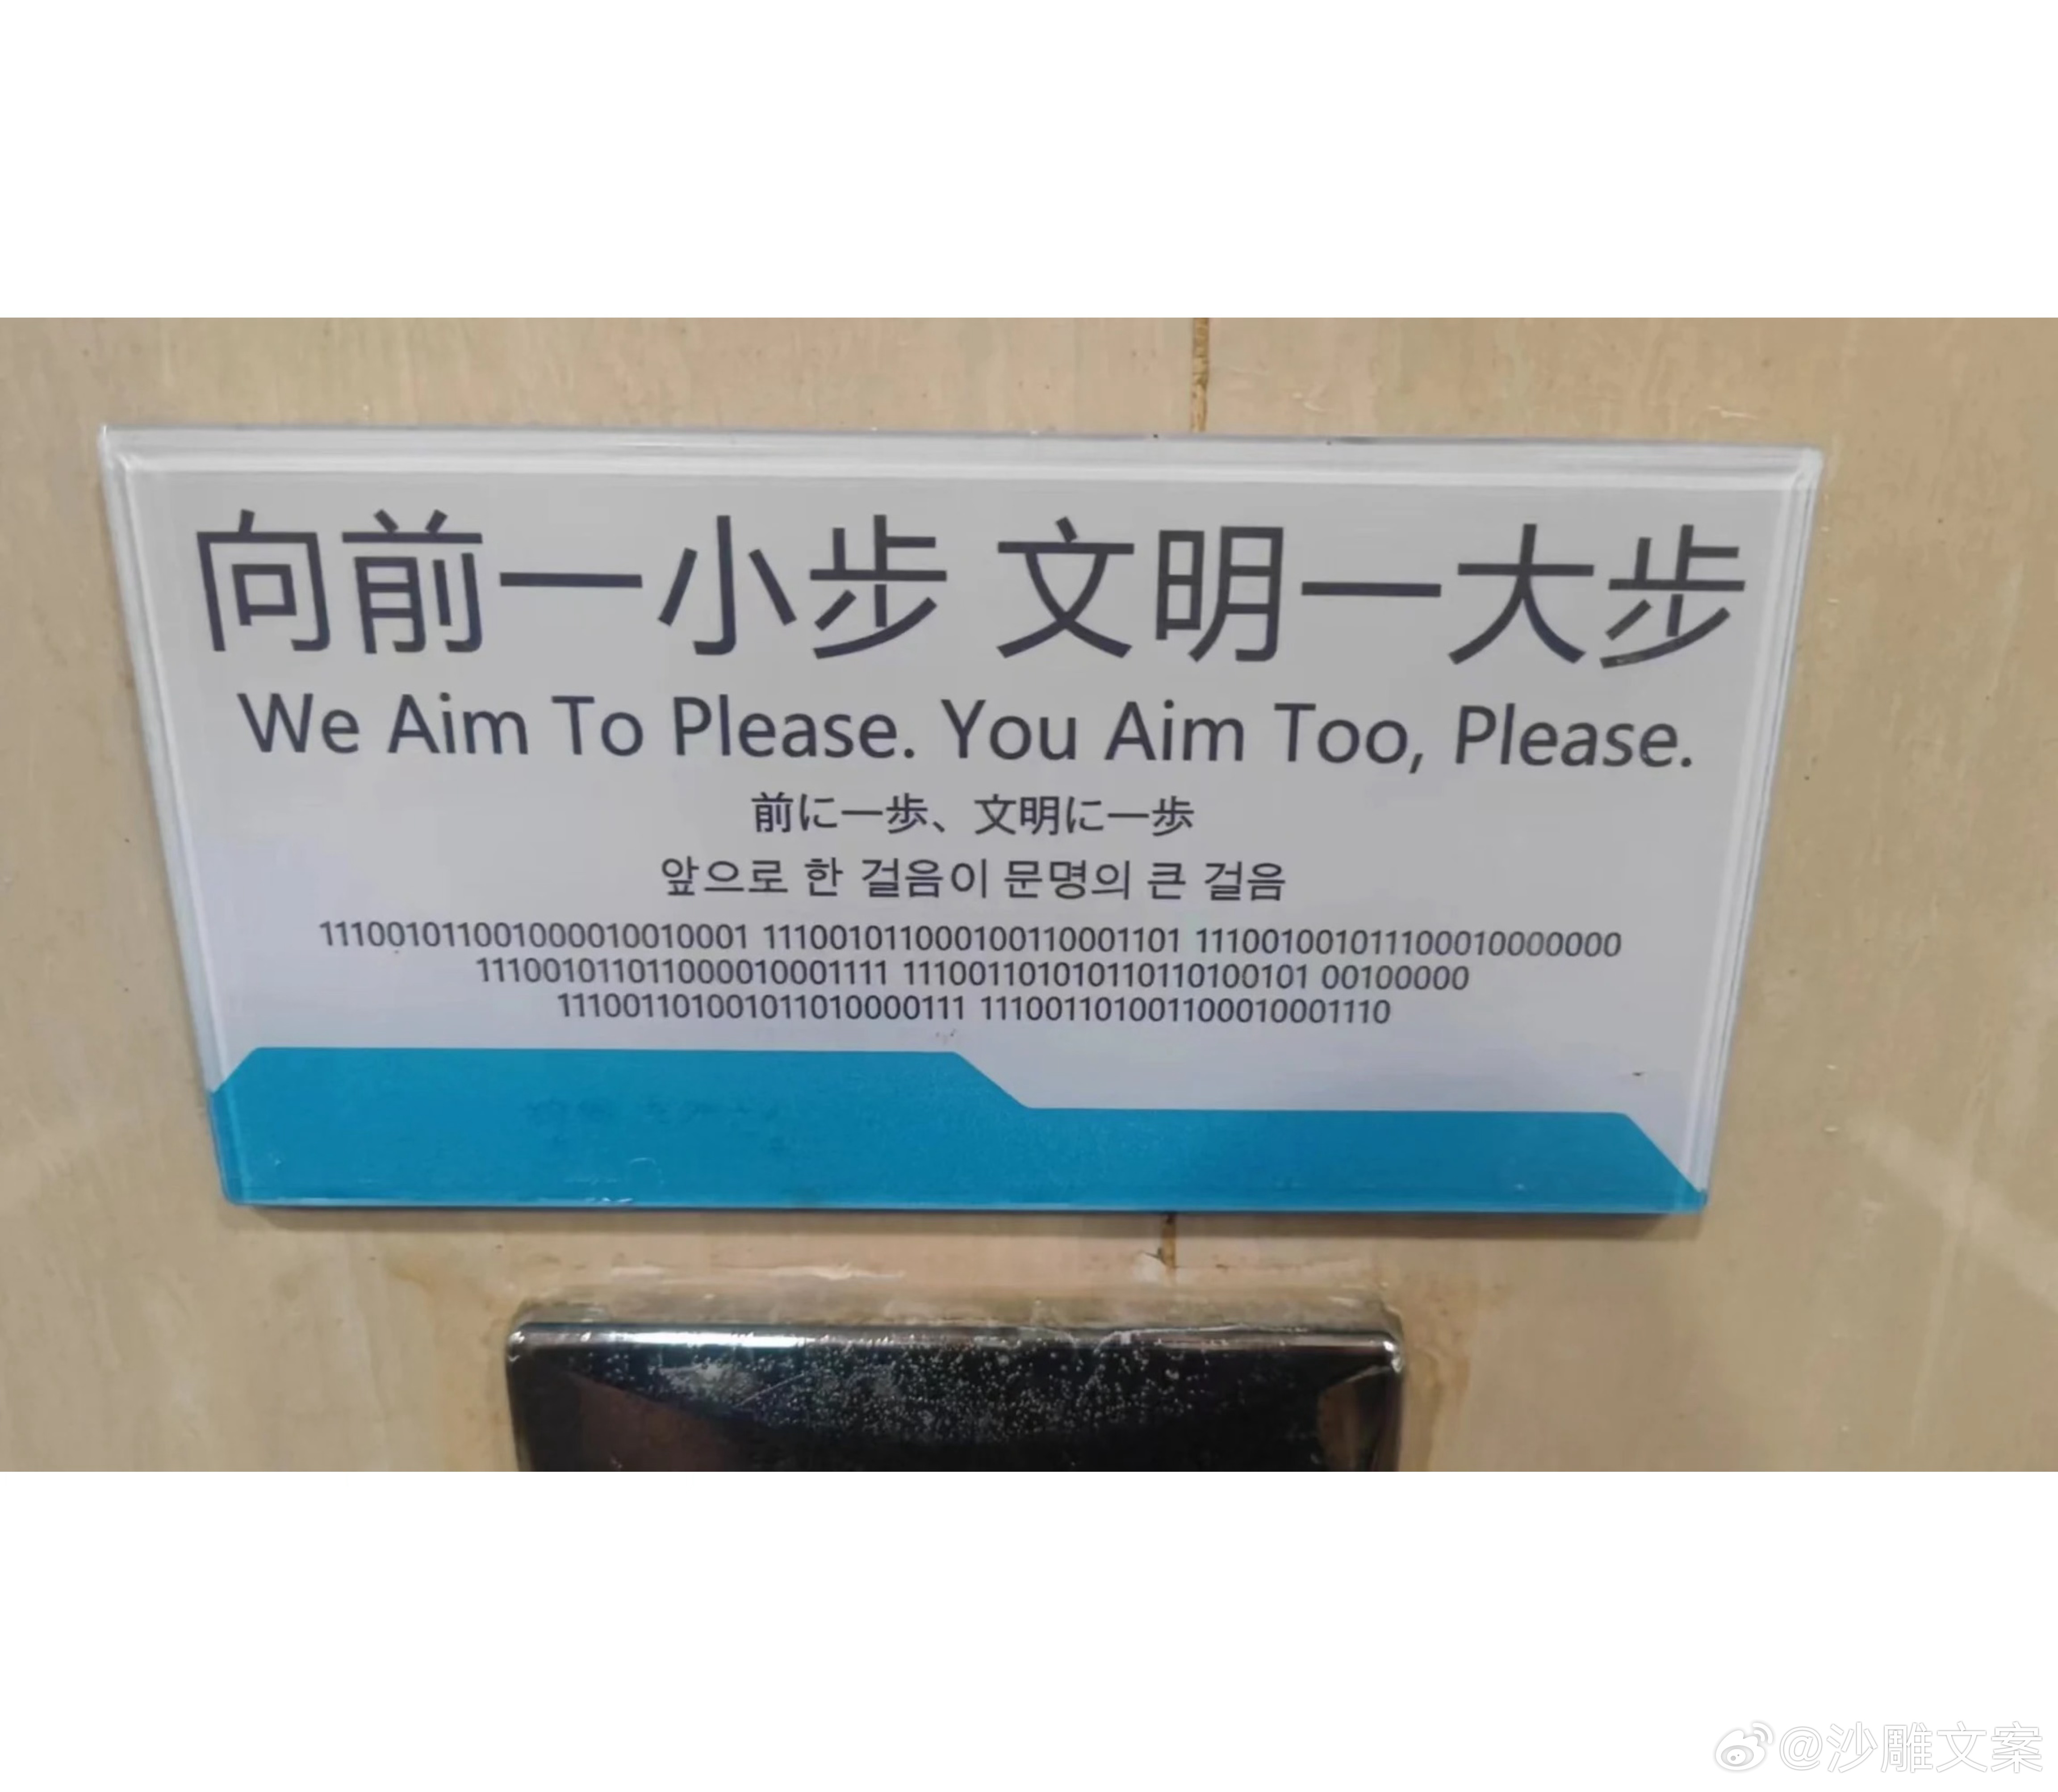 向前一小步 文明一大步
We Aim To Please. You Aim Too, Please.
前に一歩、文明に一歩
앞으로 한 걸음이 문명의 큰 걸음
111001011001000010010001 111001011000100110001101 111001001011100010000000
111001011011000010001111 111001101010110110100101 00100000
111001101001011010000111 111001101001100010001110
@沙雕文案